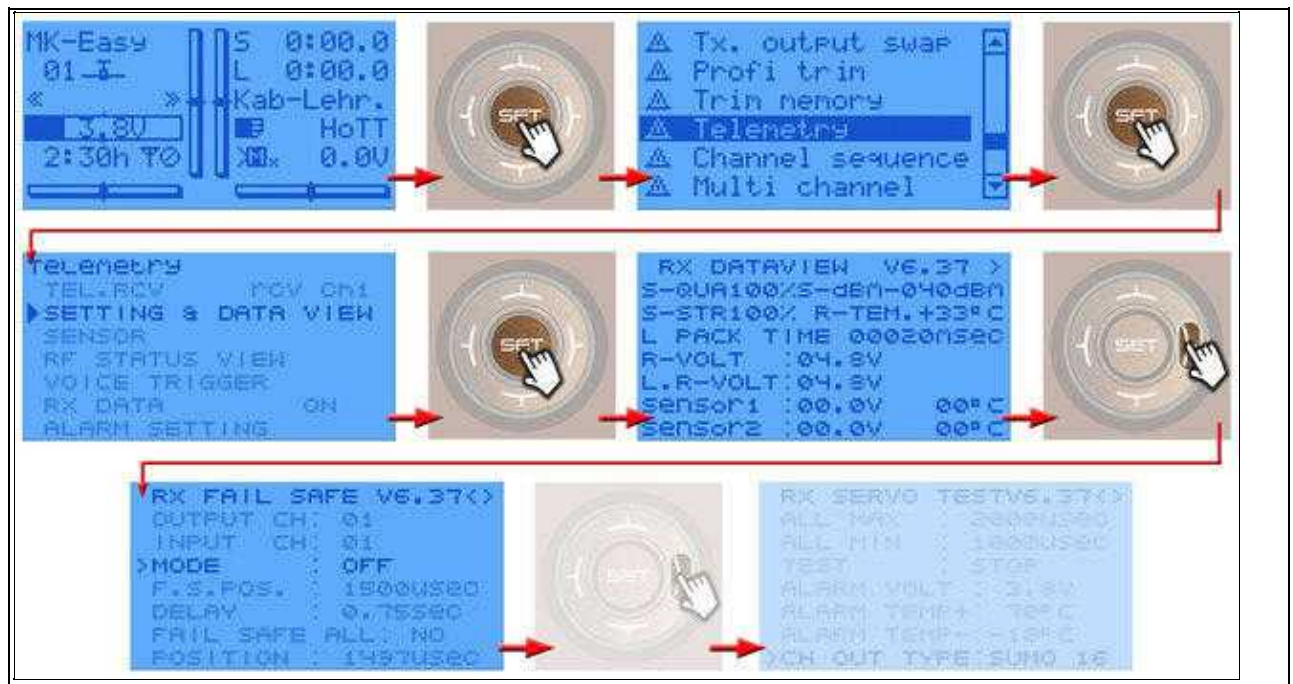 MK-Easy
01
« »
3.8V
2:30h
S 0:00.0
L 0:00.0
Kab-Lehr.
HoTT
M 0.0V
SET
Tx. output swap
Profi trim
Trim memory
Telemetry
Channel sequence
Multi channel
SET
Telemetry
TEL.RCV rcv Ch1
SETTING & DATA VIEW
SENSOR
RF STATUS VIEW
VOICE TRIGGER
RX DATA ON
ALARM SETTING
SET
RX DATAVIEW V6.37 >
S-QUA100%S-dBm-040dBm
S-STR100% R-TEM.+33°C
L PACK TIME 00020msec
R-VOLT :04.8V
L.R-VOLT:04.8V
Sensor1 :00.0V 00°C
Sensor2 :00.0V 00°C
SET
RX FAIL SAFE V6.37<>
OUTPUT CH: 01
INPUT CH: 01
>MODE : OFF
F.S.POS. : 1500usec
DELAY : 0.75sec
FAIL SAFE ALL: NO
POSITION : 1497usec
SET
RX SERVO TESTV6.37<>
ALL MAX : 2000usec
ALL MIN : 1000usec
TEST : STOP
ALARM VOLT : 3.8V
ALARM TEMP+ 70°C
ALARM TEMP- -10°C
>CH OUT TYPE:SUMO 16